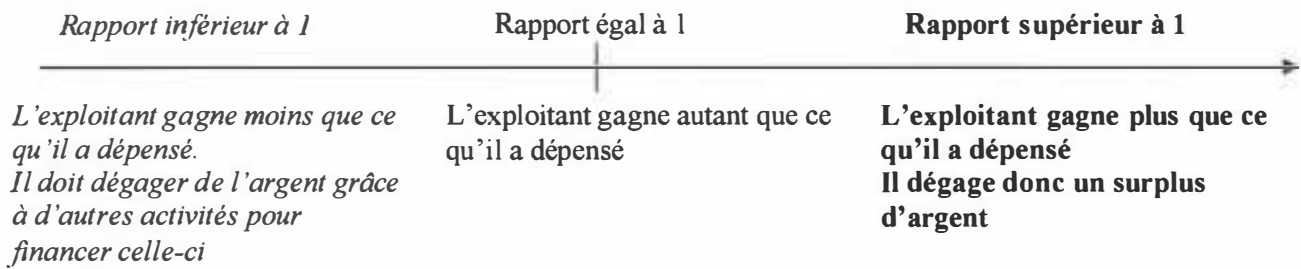 Rapport inférieur à 1
Rapport égal à 1
Rapport supérieur à 1
L'exploitant gagne moins que ce
qu'il a dépensé.
Il doit dégager de l'argent grâce
à d'autres activités pour
financer celle-ci
L'exploitant gagne autant que ce
qu'il a dépensé
L'exploitant gagne plus que ce
qu'il a dépensé
Il dégage donc un surplus
d'argent